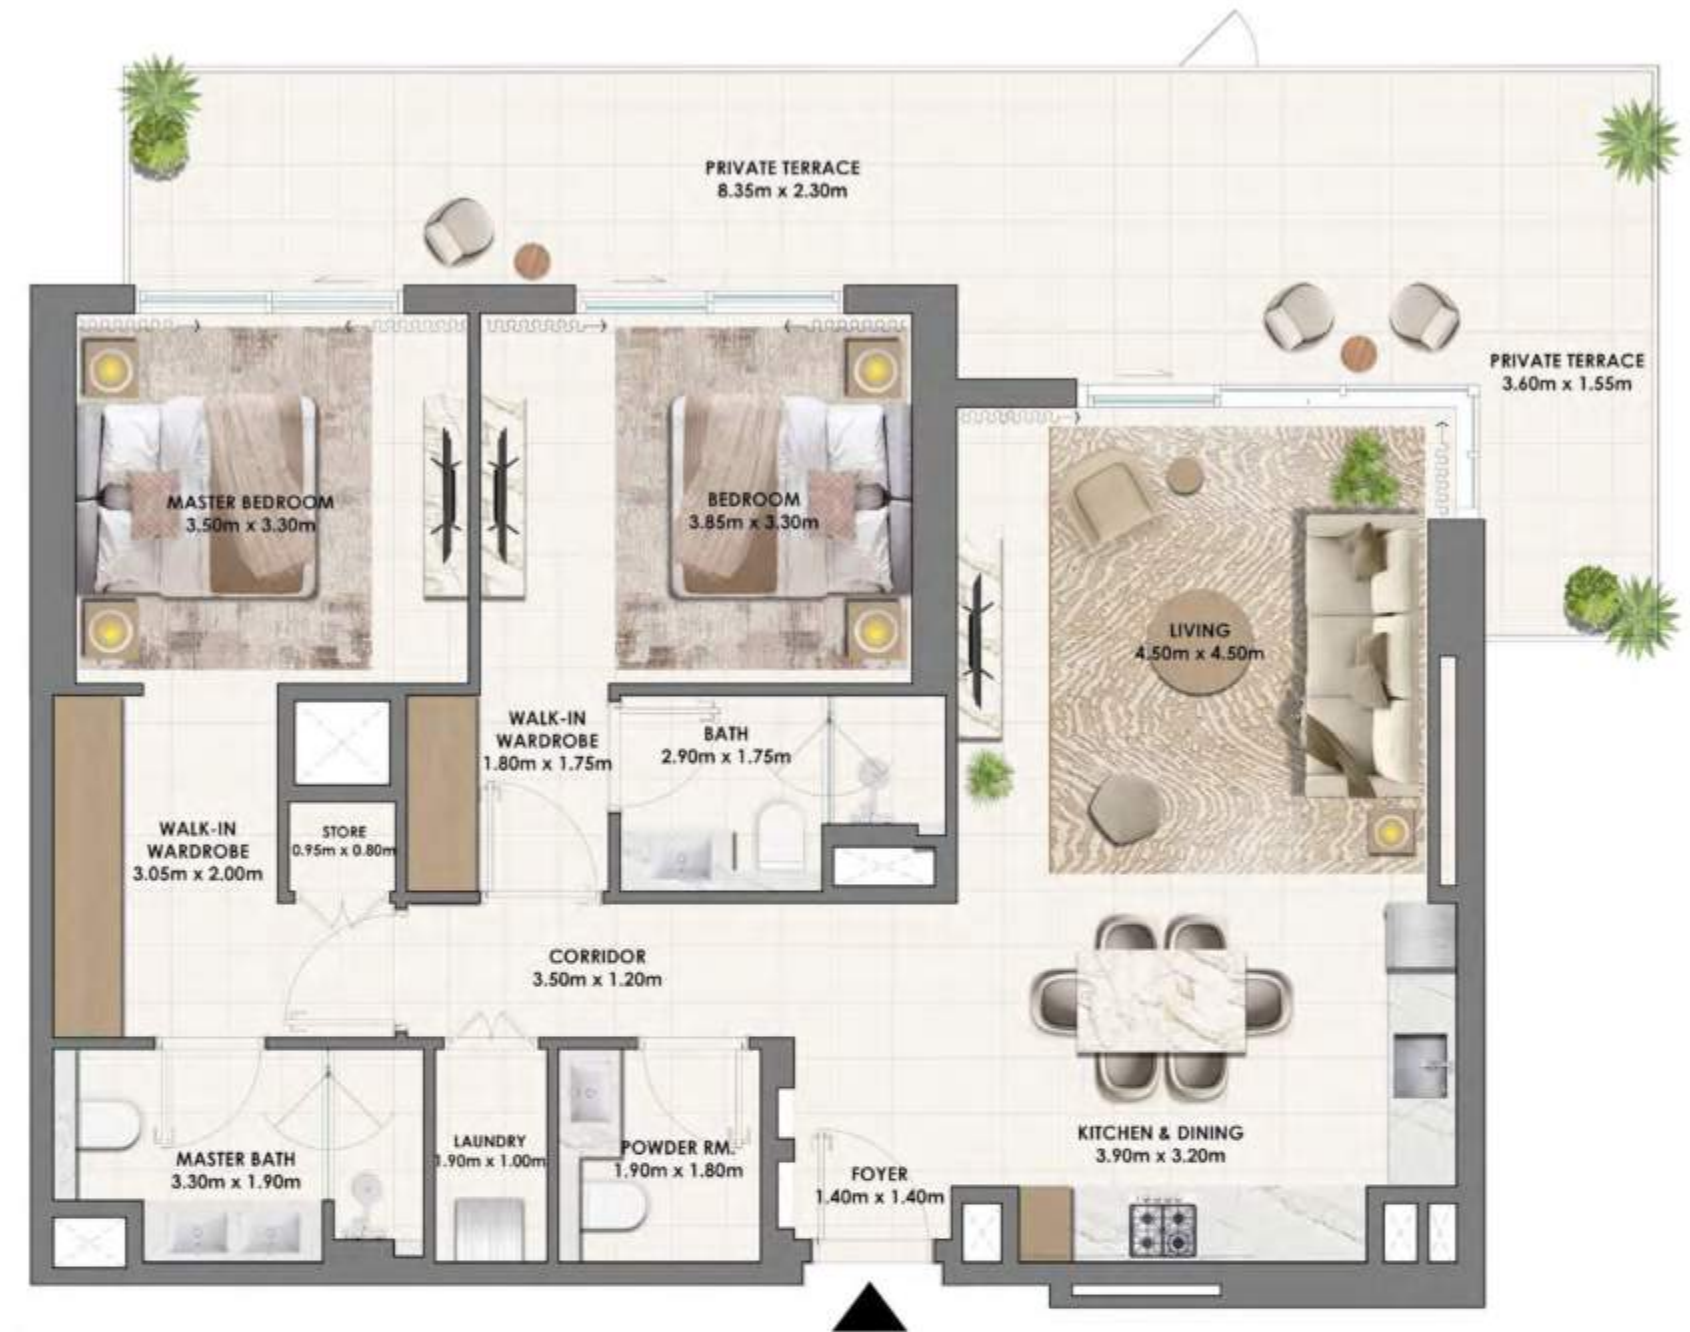 PRIVATE TERRACE
8.35m x 2.30m
PRIVATE TERRACE
3.60m x 1.55m
MASTER BEDROOM
3.50m x 3.30m
BEDROOM
3.85m x 3.30m
LIVING
4.50m x 4.50m
WALK-IN
WARDROBE
1.80m x 1.75m
BATH
2.90m x 1.75m
WALK-IN
WARDROBE
3.05m x 2.00m
STORE
0.95m x 0.80m
CORRIDOR
3.50m x 1.20m
MASTER BATH
3.30m x 1.90m
LAUNDRY
1.90m x 1.00m
POWDER RM.
1.90m x 1.80m
FOYER
1.40m x 1.40m
KITCHEN & DINING
3.90m x 3.20m